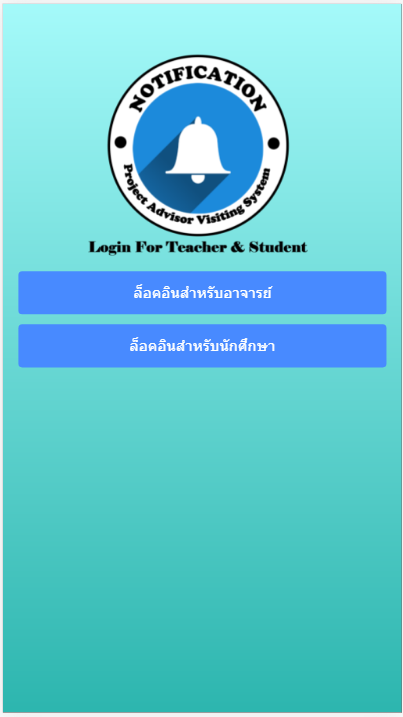 NOTIFICATION
Project Advisor Visiting System
Login For Teacher & Student
ล็อคอินสำหรับอาจารย์
ล็อคอินสำหรับนักศึกษา